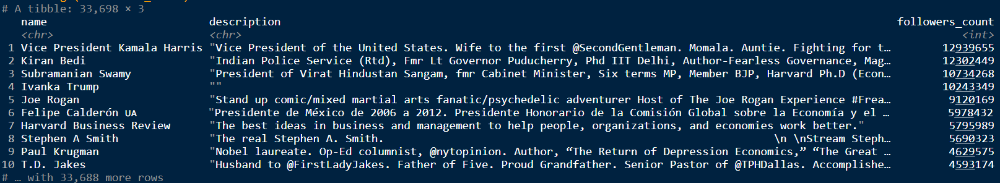 # A tibble: 33,698 × 3
name description followers_count
<chr> <chr> <int>
1 Vice President Kamala Harris "Vice President of the United States. Wife to the first @SecondGentleman. Momala. Auntie. Fighting for t… 12939655
2 Kiran Bedi "Indian Police Service (Rtd), Fmr Lt Governor Puducherry, Phd IIT Delhi, Author-Fearless Governance, Mag… 12302449
3 Subramanian Swamy "President of Virat Hindustan Sangam, fmr Cabinet Minister, Six terms MP, Member BJP, Harvard Ph.D (Econ… 10734268
4 Ivanka Trump "" 10243349
5 Joe Rogan "Stand up comic/mixed martial arts fanatic/psychedelic adventurer Host of The Joe Rogan Experience #Frea… 9120169
6 Felipe Calderón UA "Presidente de México de 2006 a 2012. Presidente Honorario de la Comisión Global sobre la Economía y el … 5978432
7 Harvard Business Review "The best ideas in business and management to help people, organizations, and economies work better." 5795989
8 Stephen A Smith "The real Stephen A. Smith. \n \nStream Steph… 5690323
9 Paul Krugman "Nobel laureate. Op-Ed columnist, @nytopinion. Author, “The Return of Depression Economics,” “The Great … 4629575
10 T.D. Jakes "Husband to @FirstLadyJakes. Father of Five. Proud Grandfather. Senior Pastor of @TPHDallas. Accomplishe… 4593174
# … with 33,688 more rows